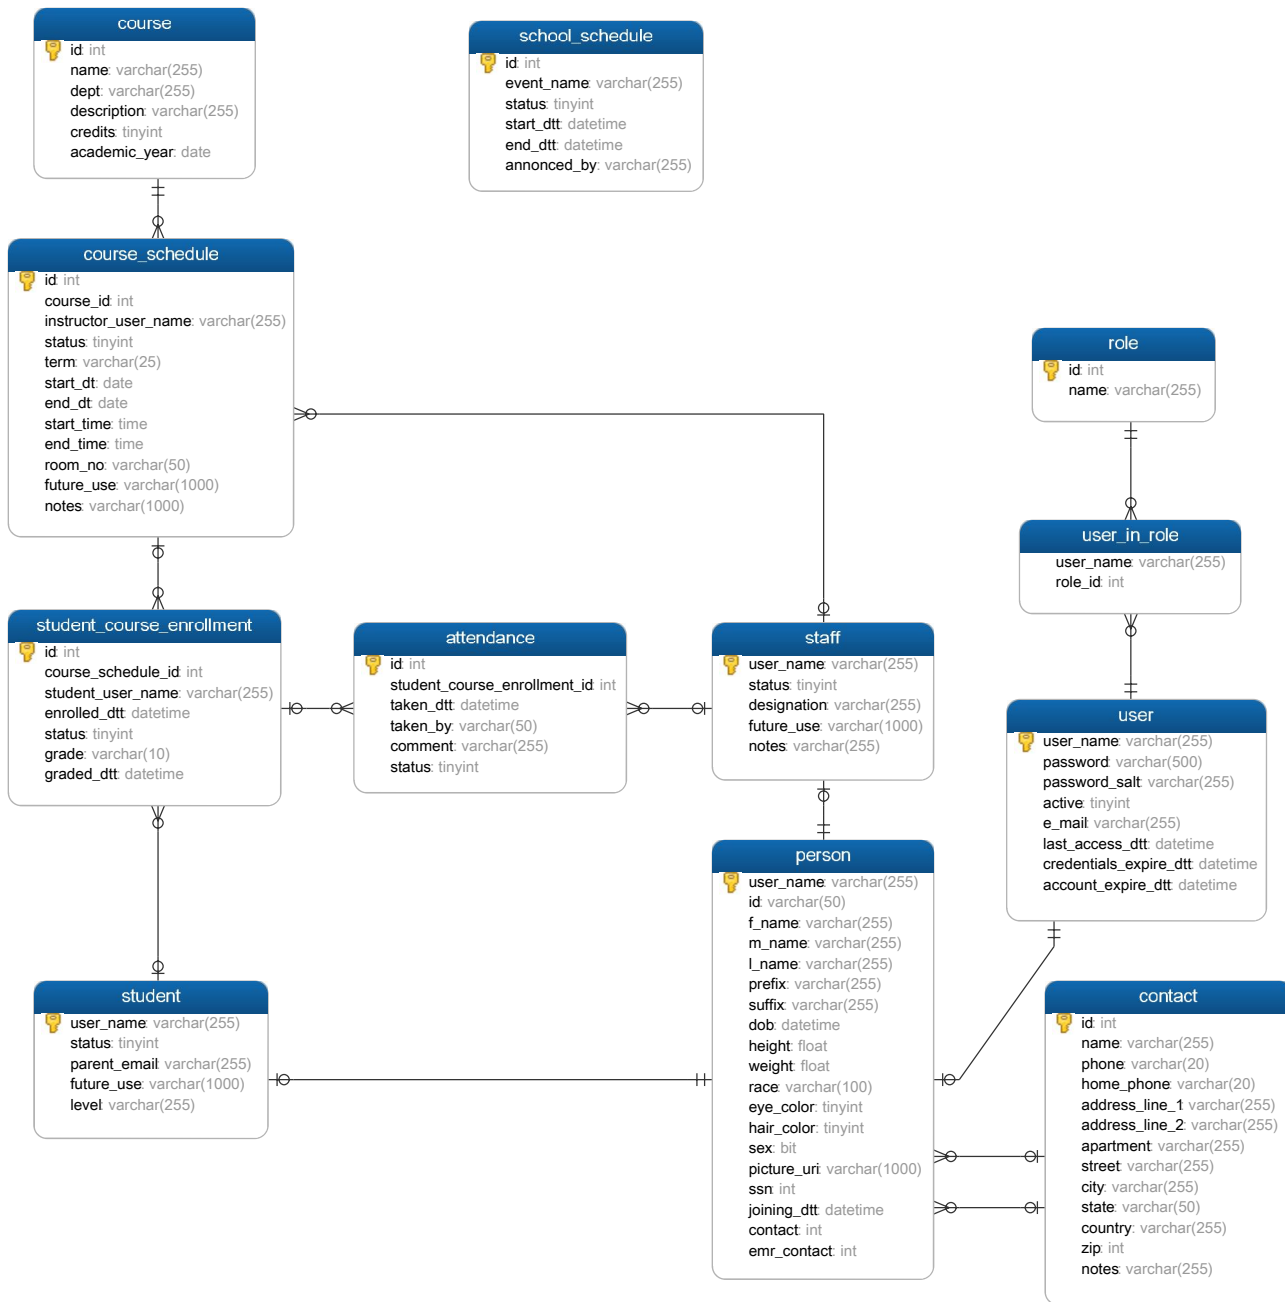 course
id: int
name: varchar(255)
dept: varchar(255)
description: varchar(255)
credits: tinyint
academic_year: date
school_schedule
id: int
event_name: varchar(255)
status: tinyint
start_dtt: datetime
end_dtt: datetime
annonced_by: varchar(255)
course_schedule
id: int
course_id: int
instructor_user_name: varchar(255)
status: tinyint
term: varchar(25)
start_dt: date
end_dt: date
start_time: time
end_time: time
room_no: varchar(50)
future_use: varchar(1000)
notes: varchar(1000)
role
id: int
name: varchar(255)
user_in_role
user_name: varchar(255)
role_id: int
student_course_enrollment
id: int
course_schedule_id: int
student_user_name: varchar(255)
enrolled_dtt: datetime
status: tinyint
grade: varchar(10)
graded_dtt: datetime
attendance
id: int
student_course_enrollment_id: int
taken_dtt: datetime
taken_by: varchar(50)
comment: varchar(255)
status: tinyint
staff
user_name: varchar(255)
status: tinyint
designation: varchar(255)
future_use: varchar(1000)
notes: varchar(255)
user
user_name: varchar(255)
password: varchar(500)
password_salt: varchar(255)
active: tinyint
e_mail: varchar(255)
last_access_dtt: datetime
credentials_expire_dtt: datetime
account_expire_dtt: datetime
person
user_name: varchar(255)
id: varchar(50)
f_name: varchar(255)
m_name: varchar(255)
l_name: varchar(255)
prefix: varchar(255)
suffix: varchar(255)
dob: datetime
height: float
weight: float
race: varchar(100)
eye_color: tinyint
hair_color: tinyint
sex: bit
picture_uri: varchar(1000)
ssn: int
joining_dtt: datetime
contact: int
emr_contact: int
student
user_name: varchar(255)
status: tinyint
parent_email: varchar(255)
future_use: varchar(1000)
level: varchar(255)
contact
id: int
name: varchar(255)
phone: varchar(20)
home_phone: varchar(20)
address_line_1: varchar(255)
address_line_2: varchar(255)
apartment: varchar(255)
street: varchar(255)
city: varchar(255)
state: varchar(50)
country: varchar(255)
zip: int
notes: varchar(255)